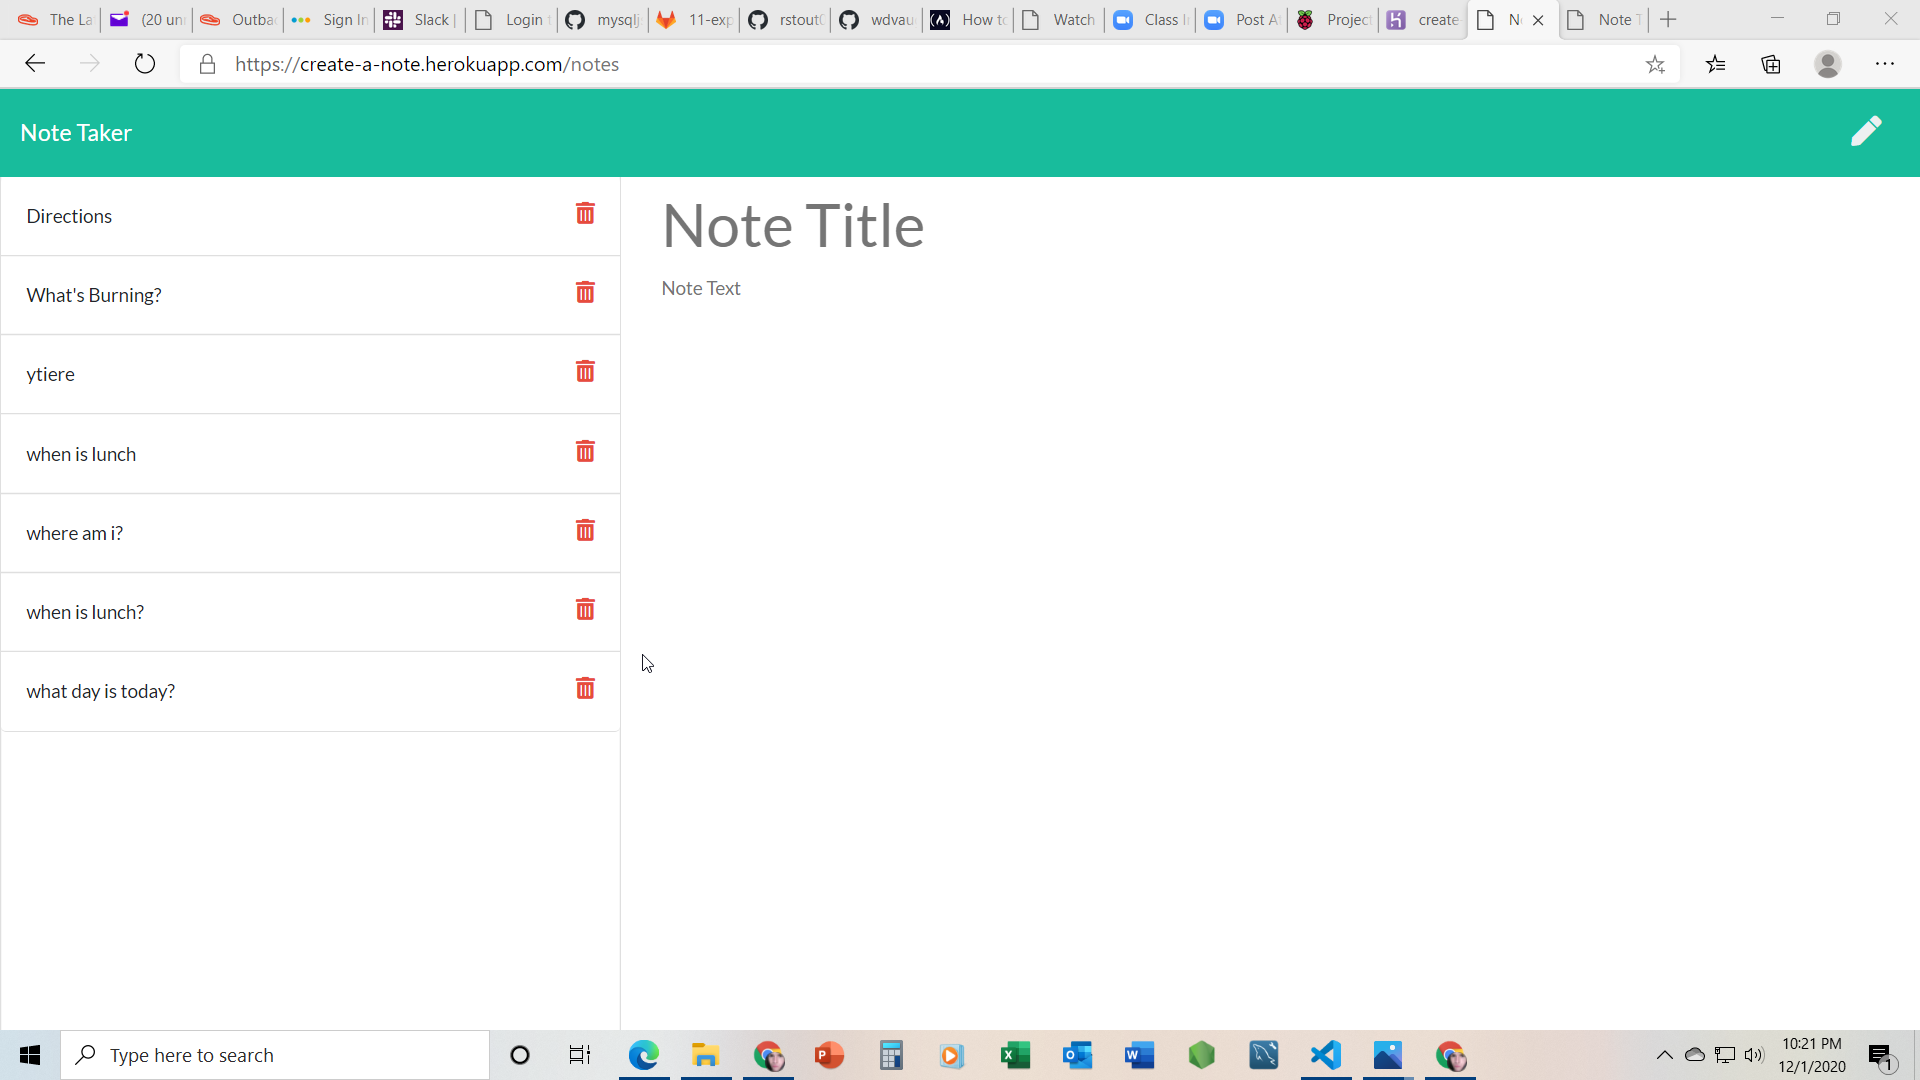 The La
(20 un
Outba
Sign In
Slack |
Login
mysqlj
11-exp
rstout
wdvau
How to
Watch
Class I
Post A
Project
create
N
Note T
https://create-a-note.herokuapp.com/notes
Note Taker
Directions
What's Burning?
ytiere
when is lunch
where am i?
when is lunch?
what day is today?
Note Title
Note Text
Type here to search
10:21 PM
12/1/2020
1